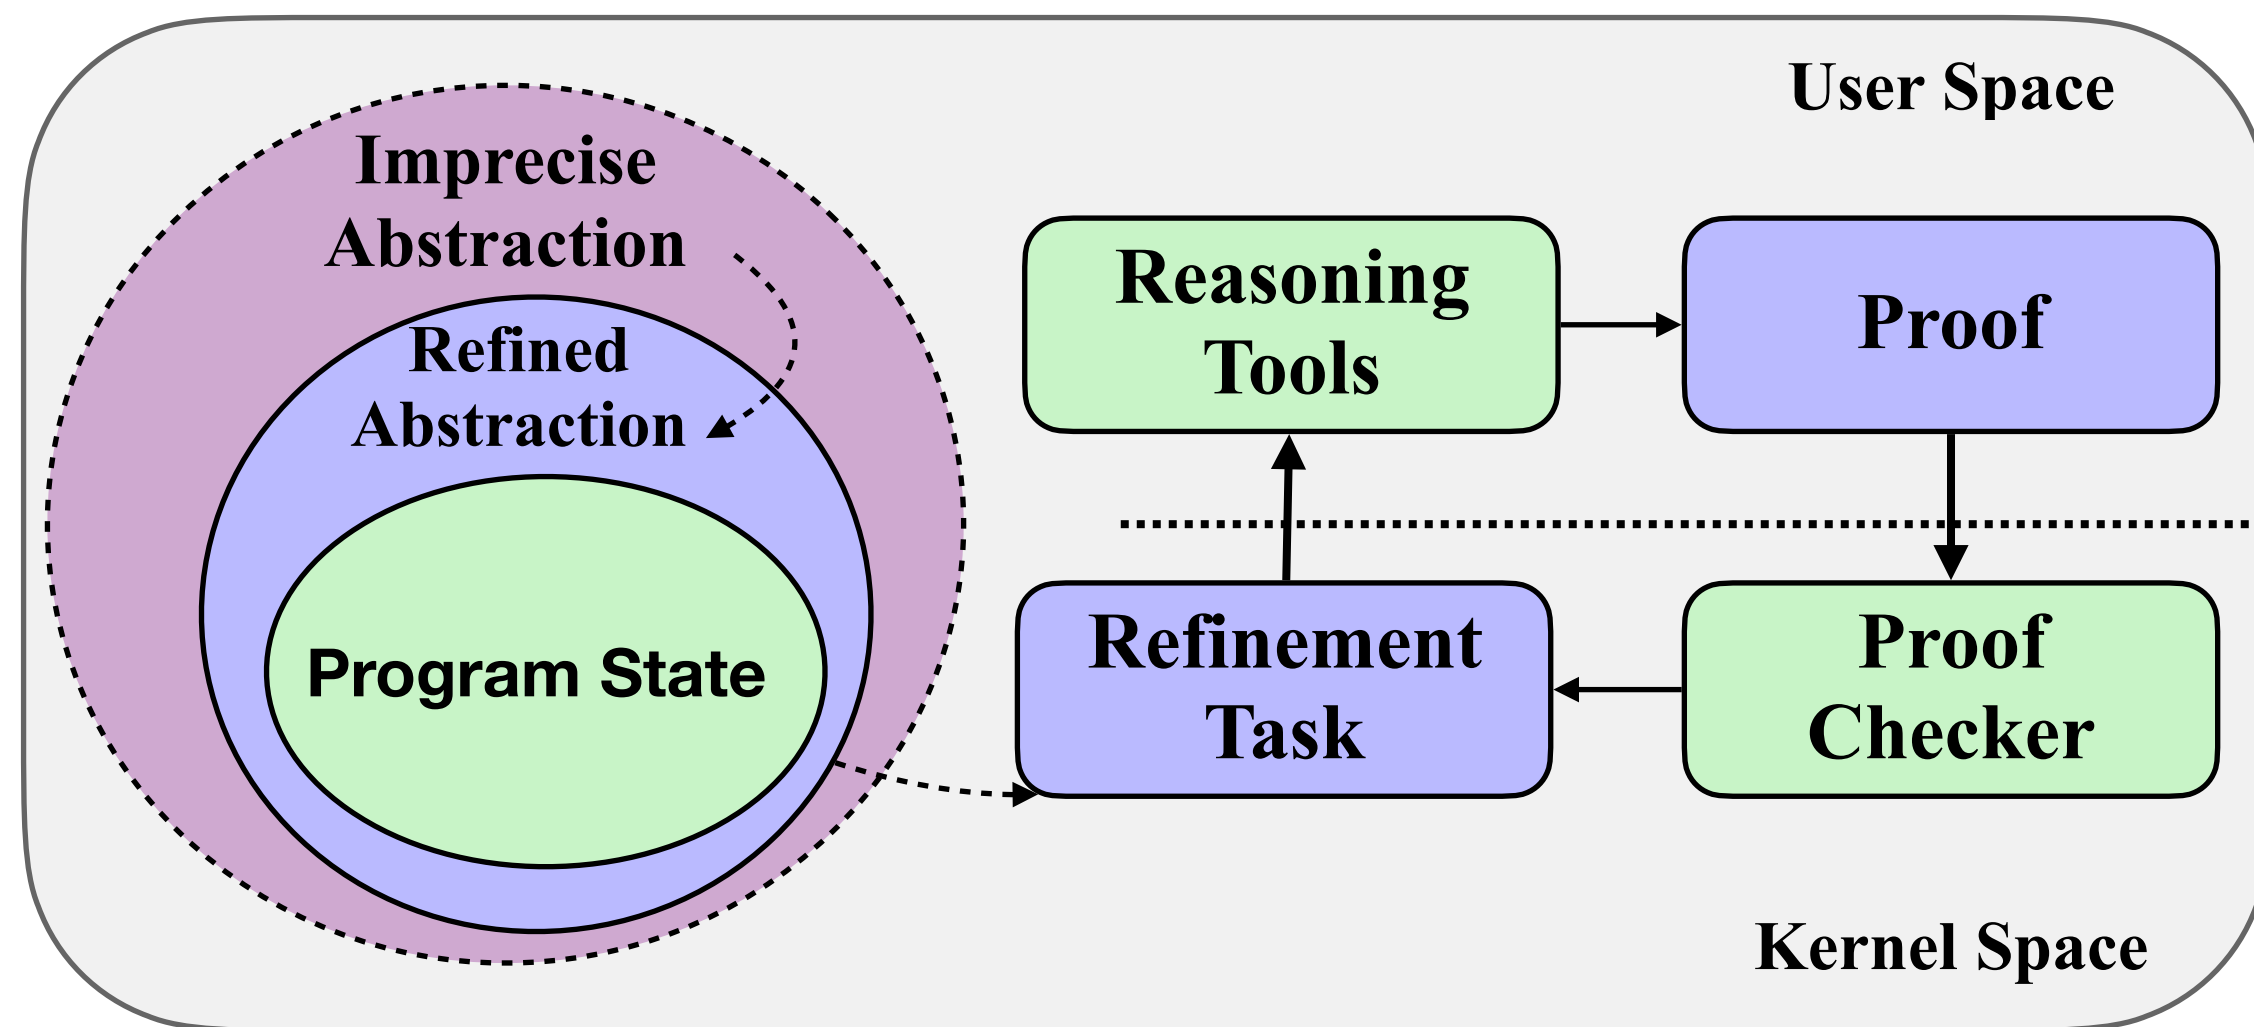 User Space
Imprecise
Abstraction
Refined
Abstraction
Program State
Reasoning
Tools
Proof
Refinement
Task
Proof
Checker
Kernel Space